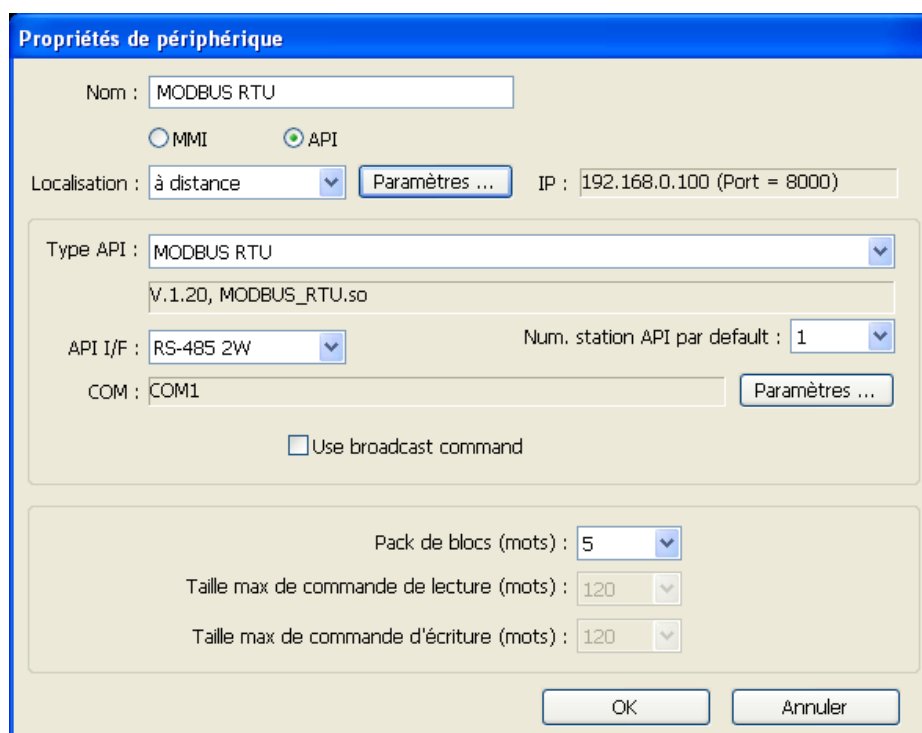 Propriétés de périphérique
Nom : MODBUS RTU
MMI API
Localisation : à distance Paramètres ... IP : 192.168.0.100 (Port = 8000)
Type API : MODBUS RTU
V.1.20, MODBUS_RTU.so
API I/F : RS-485 2W Num. station API par default : 1
COM : COM1 Paramètres ...
Use broadcast command
Pack de blocs (mots) : 5
Taille max de commande de lecture (mots) : 120
Taille max de commande d'écriture (mots) : 120
OK Annuler